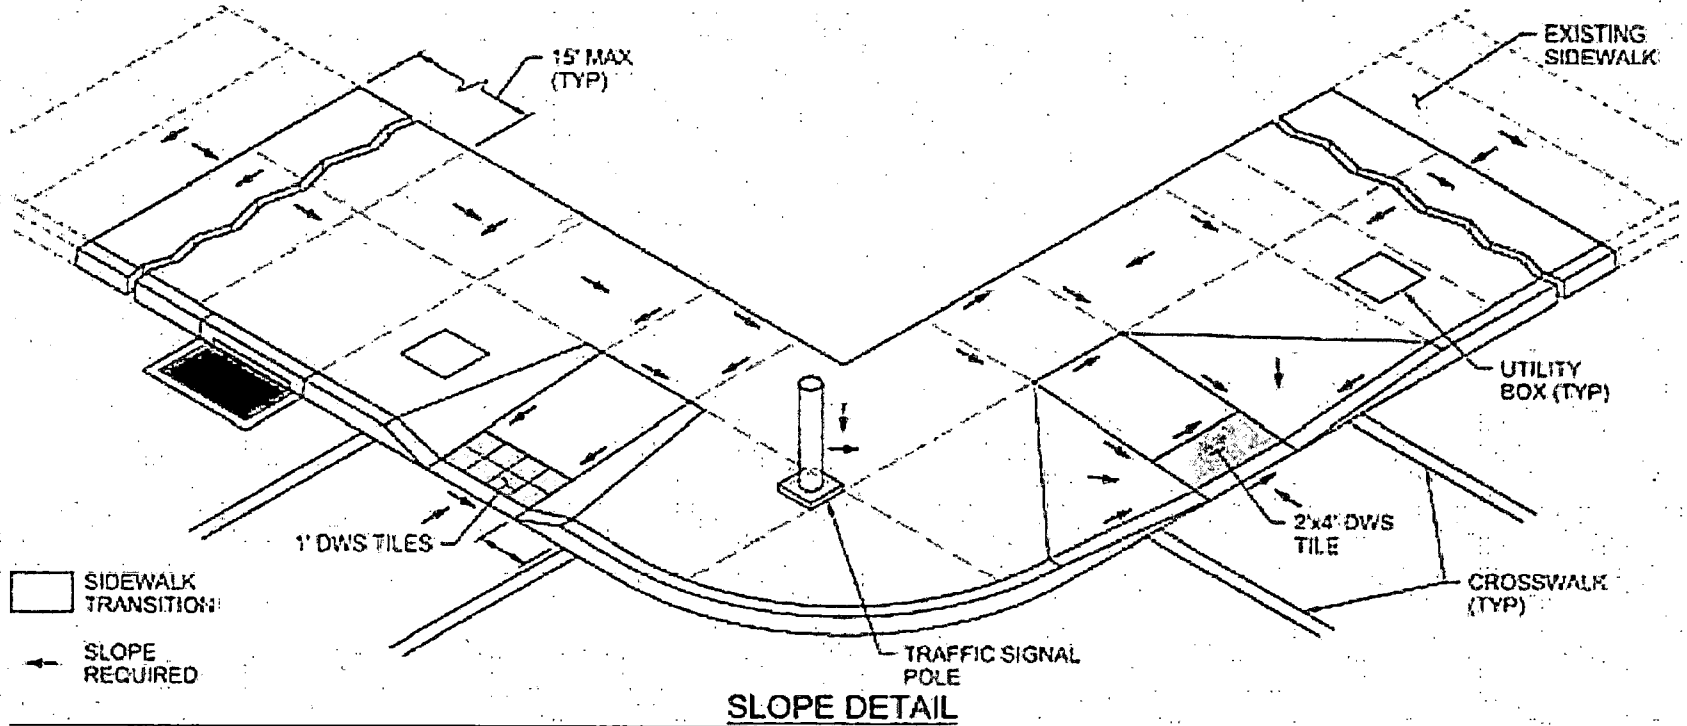 15' MAX
(TYP)
EXISTING
SIDEWALK
UTILITY
BOX (TYP)
1' DWS TILES
2'x4' DWS
TILE
SIDEWALK
TRANSITION
CROSSWALK
(TYP)
SLOPE
REQUIRED
TRAFFIC SIGNAL
POLE
SLOPE DETAIL